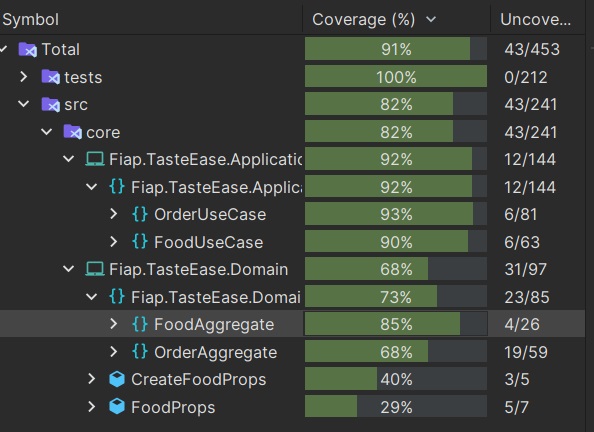 Symbol Coverage (%) Uncove...
Total 91% 43/453
tests 100% 0/212
src 82% 43/241
core 82% 43/241
Fiap.TasteEase.Applicatic 92% 12/144
{} Fiap.TasteEase.Applica 92% 12/144
{} OrderUseCase 93% 6/81
{} FoodUseCase 90% 6/63
Fiap.TasteEase.Domain 68% 31/97
{} Fiap.TasteEase.Domai 73% 23/85
{} FoodAggregate 85% 4/26
{} OrderAggregate 68% 19/59
CreateFoodProps 40% 3/5
FoodProps 29% 5/7